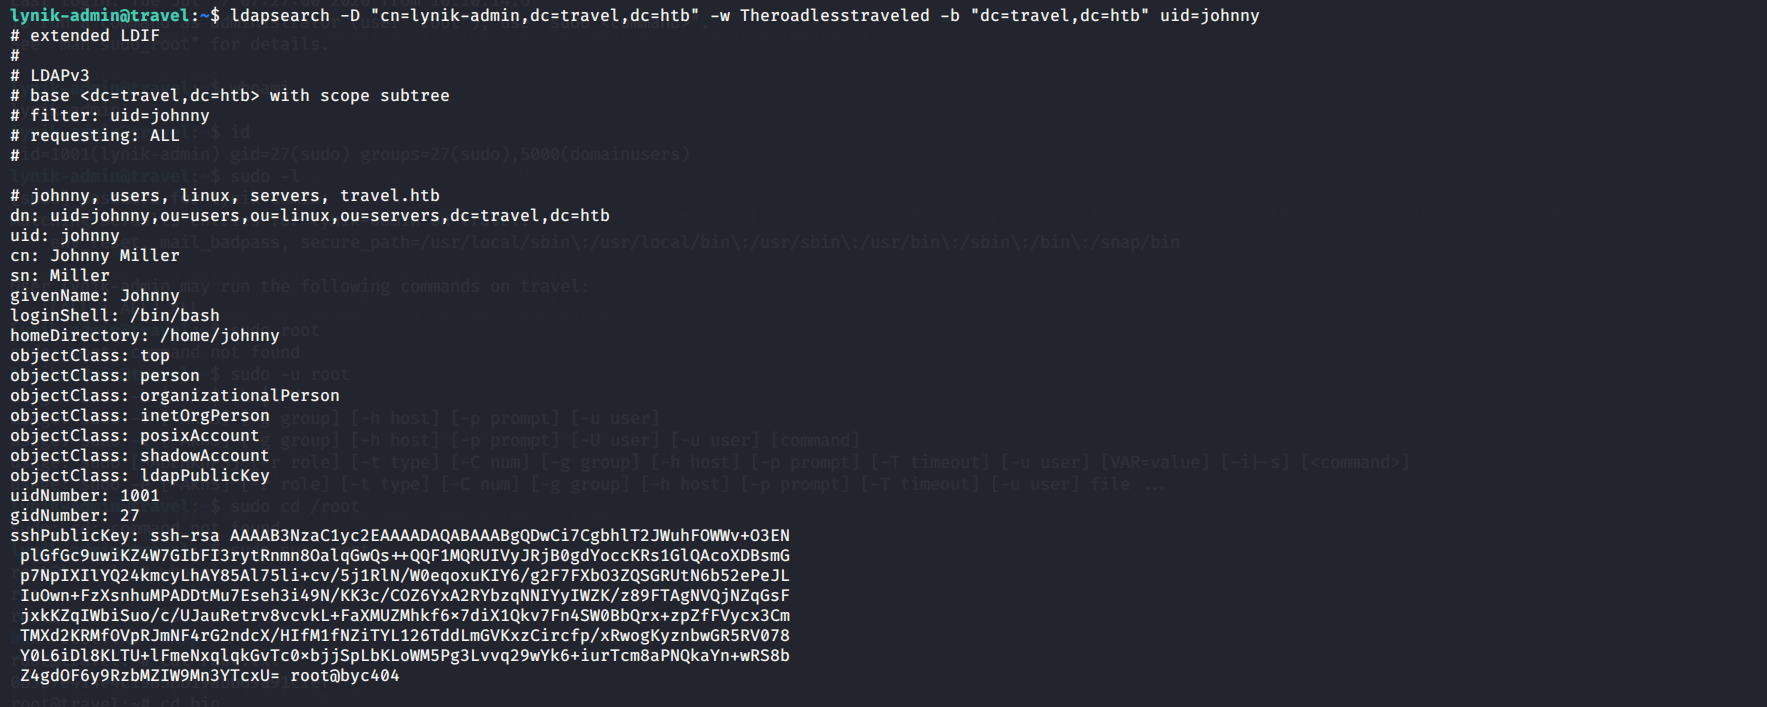 lynik-admin@travel:~$ ldapsearch -D "cn=lynik-admin,dc=travel,dc=htb" -w Theroadlesstraveled -b "dc=travel,dc=htb" uid=johnny
# extended LDIF
#
# LDAPv3
# base <dc=travel,dc=htb> with scope subtree
# filter: uid=johnny
# requesting: ALL
#
# johnny, users, linux, servers, travel.htb
dn: uid=johnny,ou=users,ou=linux,ou=servers,dc=travel,dc=htb
uid: johnny
cn: Johnny Miller
sn: Miller
givenName: Johnny
loginShell: /bin/bash
homeDirectory: /home/johnny
objectClass: top
objectClass: person
objectClass: organizationalPerson
objectClass: inetOrgPerson
objectClass: posixAccount
objectClass: shadowAccount
objectClass: ldapPublicKey
uidNumber: 1001
gidNumber: 27
sshPublicKey: ssh-rsa AAAAB3NzaC1yc2EAAAADAQABAAABgQDwCi7CgbhlT2JWuhFOWWv+O3EN
plGfGc9uwiKZ4W7GIbFI3rytRnmn8OalqGwQs++QQF1MQRUIVyJRjB0gdYoccKRs1GlQAcoXDBsmG
p7NpIXIlYQ24kmcyLhAY85Al75li+cv/5j1RlN/W0eqoxuKIY6/g2F7FXbO3ZQSGRUtN6b52ePeJL
IuOwn+FzXsnhuMPADDtMu7Eseh3i49N/KK3c/COZ6YxA2RYbzqNNIYyIWZK/z89FTAgNVQjNZqGsF
jxkKZqIWbiSuo/c/UJauRetrv8vcvkL+FaXMUZMhkf6x7diX1Qkv7Fn4SW0BbQrx+zpZfFVycx3Cm
TMXd2KRMfOVpRJmNF4rG2ndcX/HIfM1fNZiTYL126TddLmGVKxzCircfp/xRwogKyznbwGR5RV078
Y0L6iDl8KLTU+lFmeNxqlqkGvTc0xbjjSpLbKLoWM5Pg3Lvvq29wYk6+iurTcm8aPNQkaYn+wRS8b
Z4gdOF6y9RzbMZIW9Mn3YTcxU= root@byc404